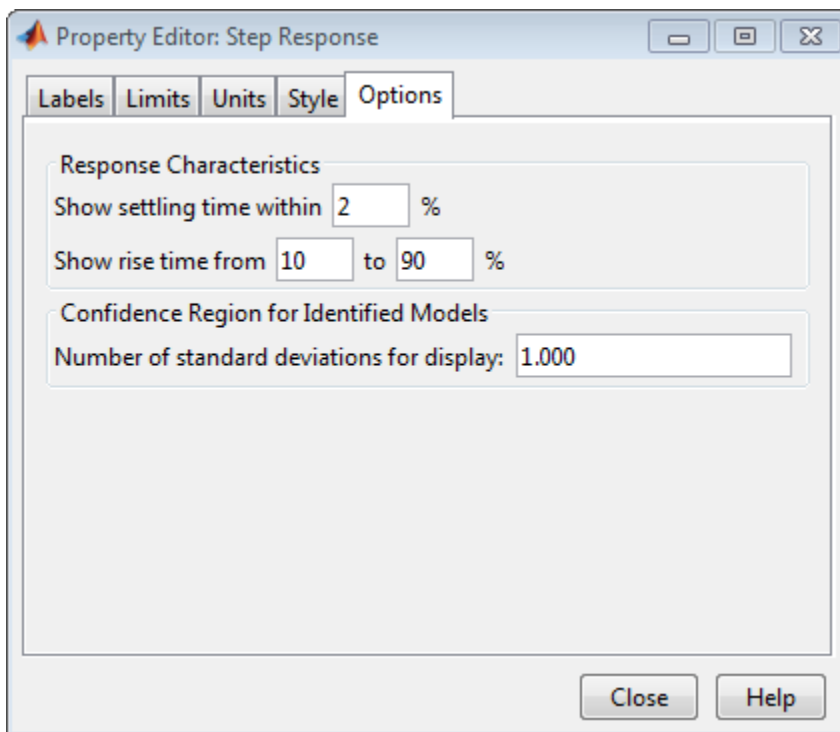 Property Editor: Step Response
Labels Limits Units Style Options
Response Characteristics
Show settling time within 2 %
Show rise time from 10 to 90 %
Confidence Region for Identified Models
Number of standard deviations for display: 1.000
Close Help